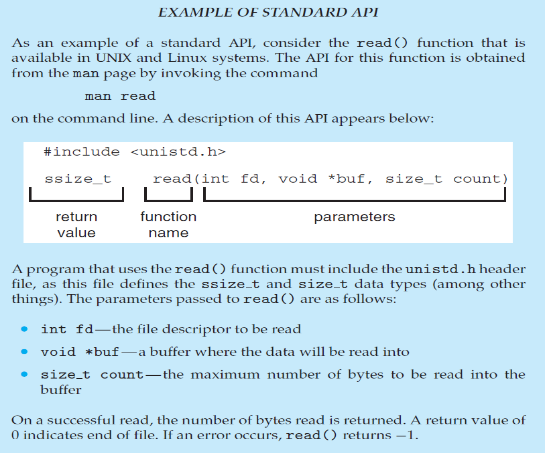 EXAMPLE OF STANDARD API
As an example of a standard API, consider the read() function that is
available in UNIX and Linux systems. The API for this function is obtained
from the man page by invoking the command
man read
on the command line. A description of this API appears below:
#include <unistd.h>
ssize_t read(int fd, void *buf, size_t count)
return function parameters
value name
A program that uses the read() function must include the unistd.h header
file, as this file defines the ssize_t and size_t data types (among other
things). The parameters passed to read() are as follows:
• int fd—the file descriptor to be read
• void *buf—a buffer where the data will be read into
• size_t count—the maximum number of bytes to be read into the
buffer
On a successful read, the number of bytes read is returned. A return value of
0 indicates end of file. If an error occurs, read() returns −1.